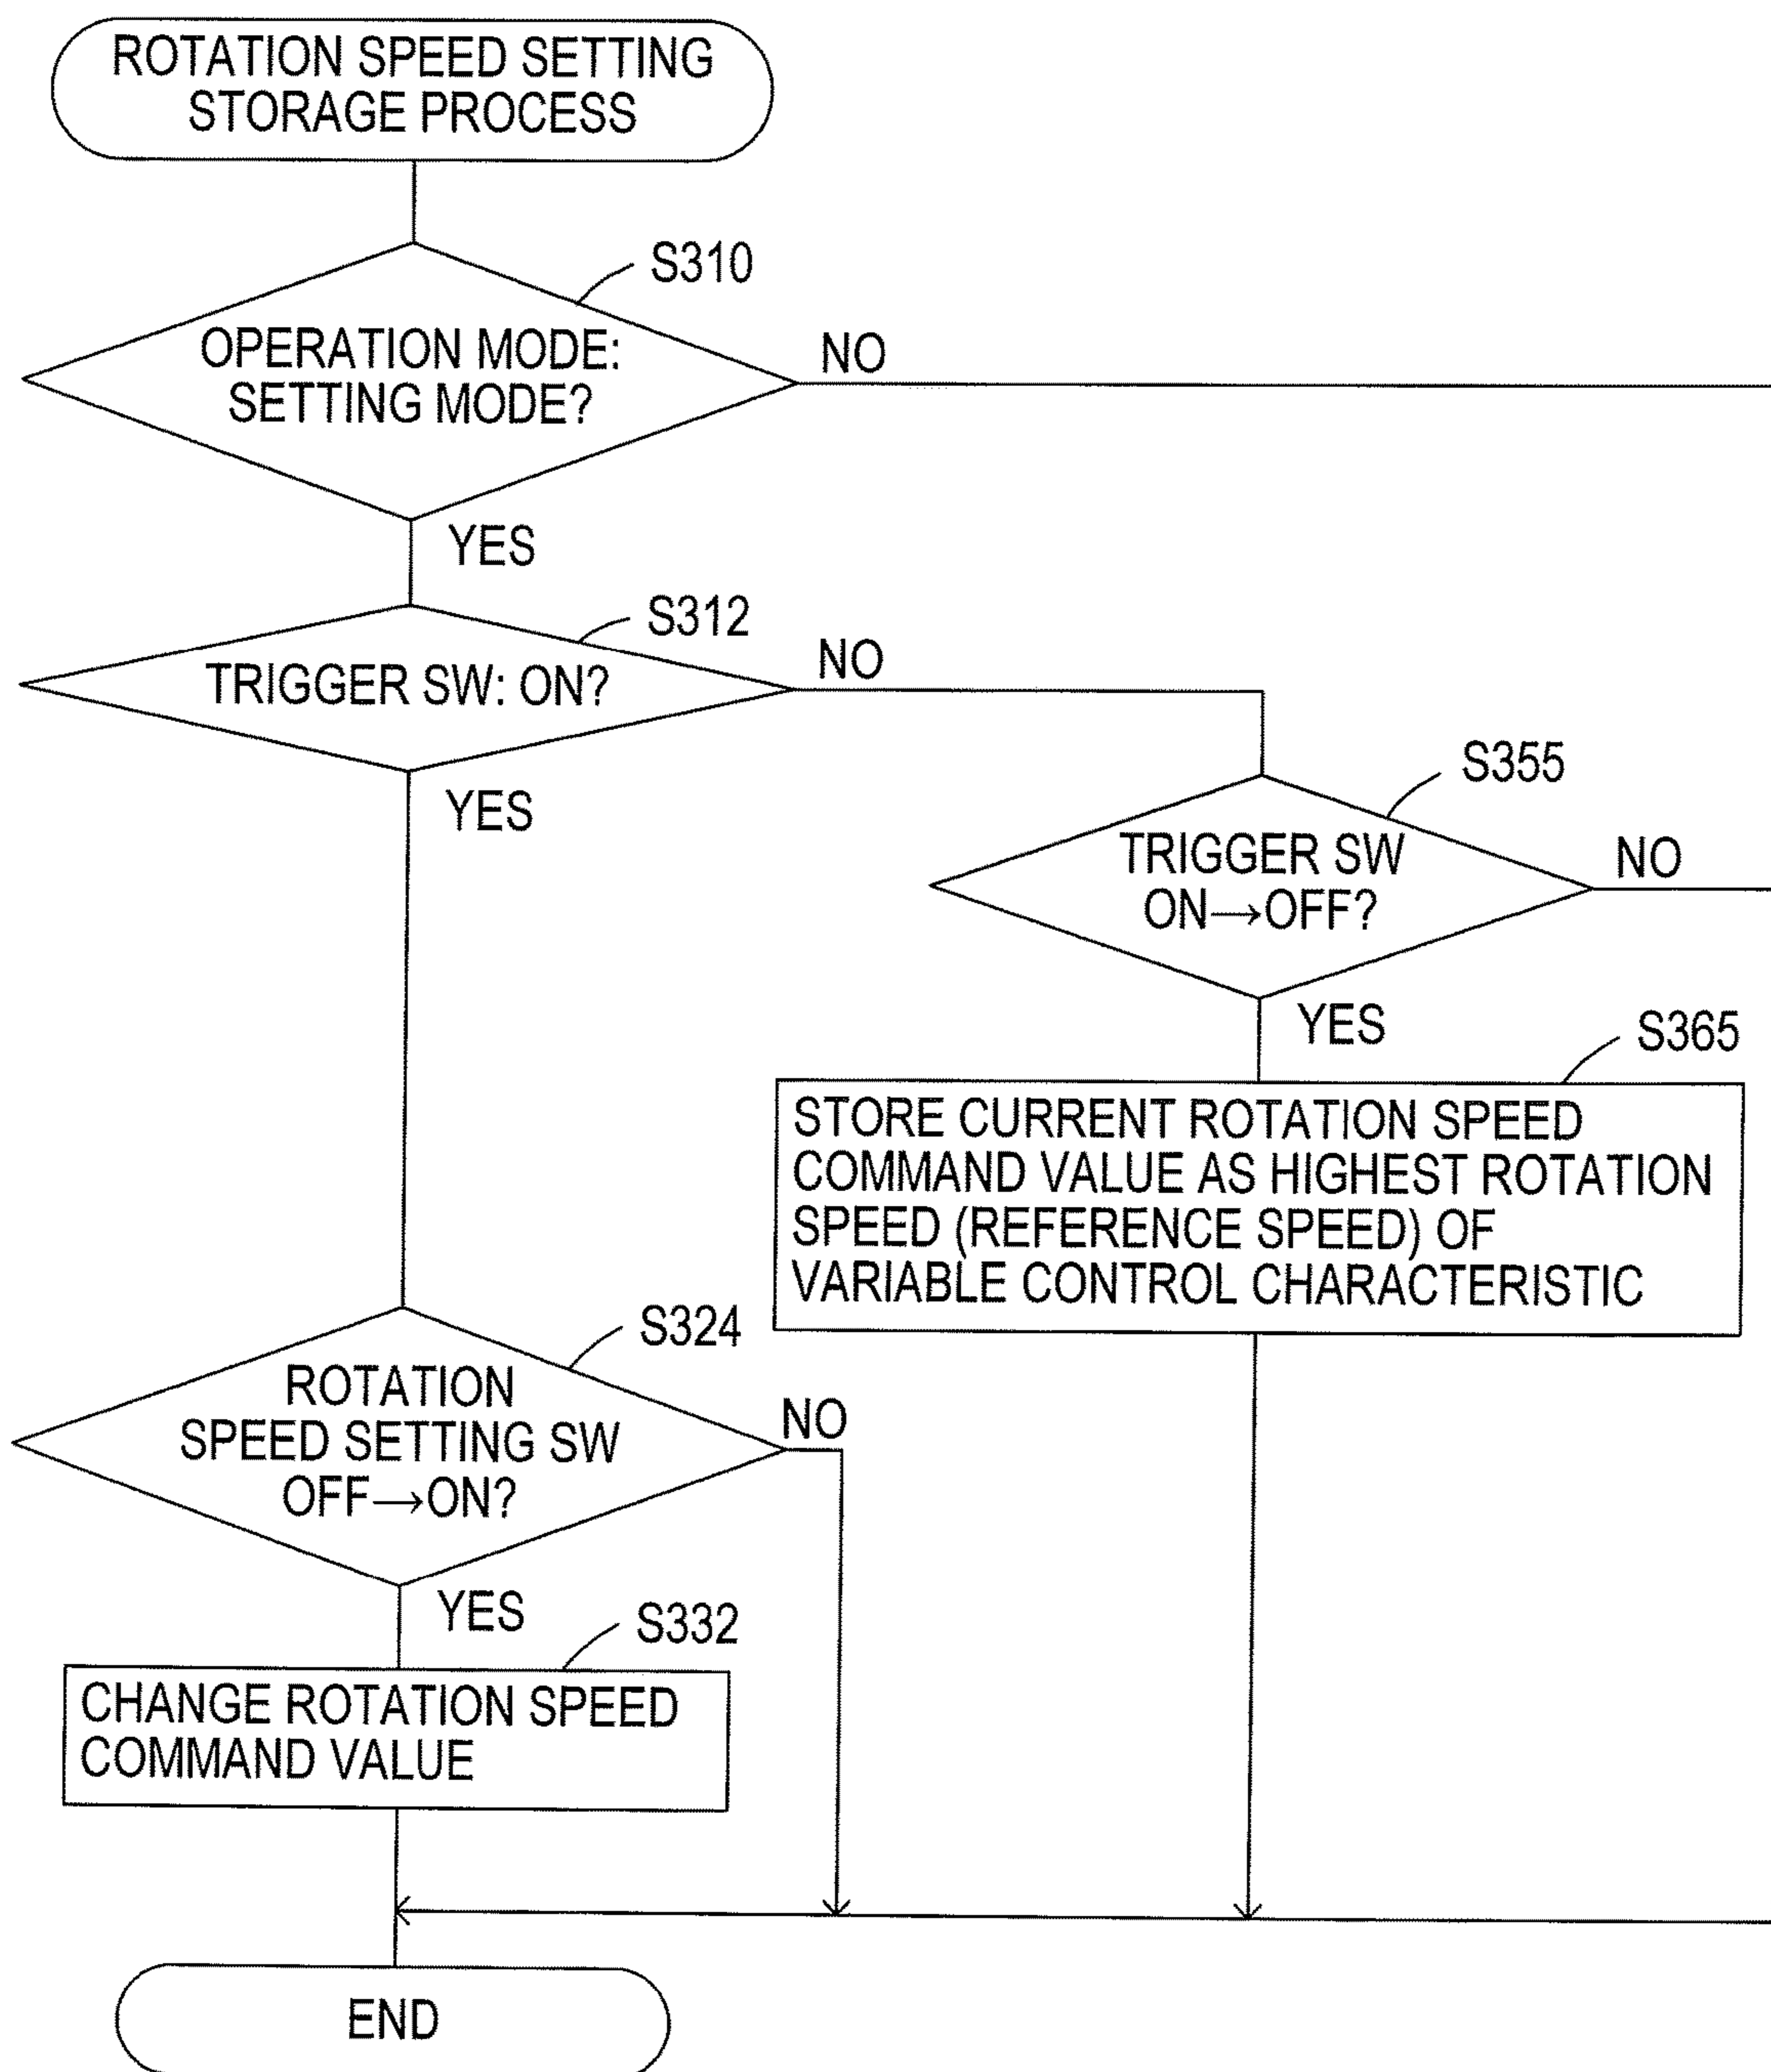 ROTATION SPEED SETTING
STORAGE PROCESS
S310
OPERATION MODE:
SETTING MODE?
NO
YES
S312
TRIGGER SW: ON?
NO
YES
S355
TRIGGER SW
ON→OFF?
NO
YES
S365
STORE CURRENT ROTATION SPEED
COMMAND VALUE AS HIGHEST ROTATION
SPEED (REFERENCE SPEED) OF
VARIABLE CONTROL CHARACTERISTIC
S324
ROTATION
SPEED SETTING SW
OFF→ON?
NO
YES
S332
CHANGE ROTATION SPEED
COMMAND VALUE
END